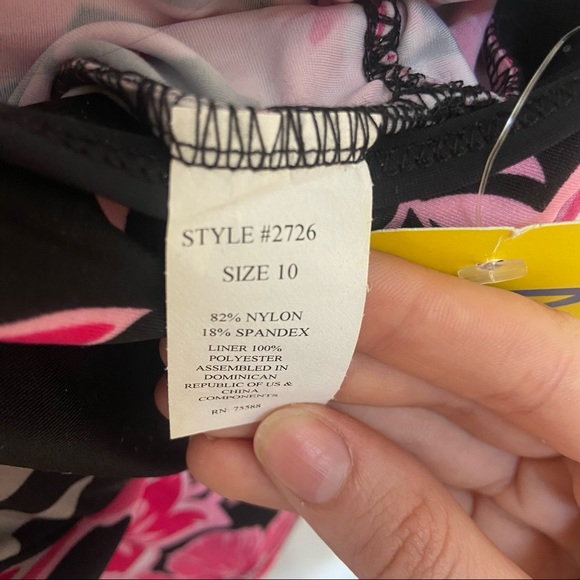 STYLE #2726
SIZE 10
82% NYLON
18% SPANDEX
LINER 100%
POLYESTER
ASSEMBLED IN
DOMINICAN
REPUBLIC OF US &
CHINA
COMPONENTS
RN: 75588